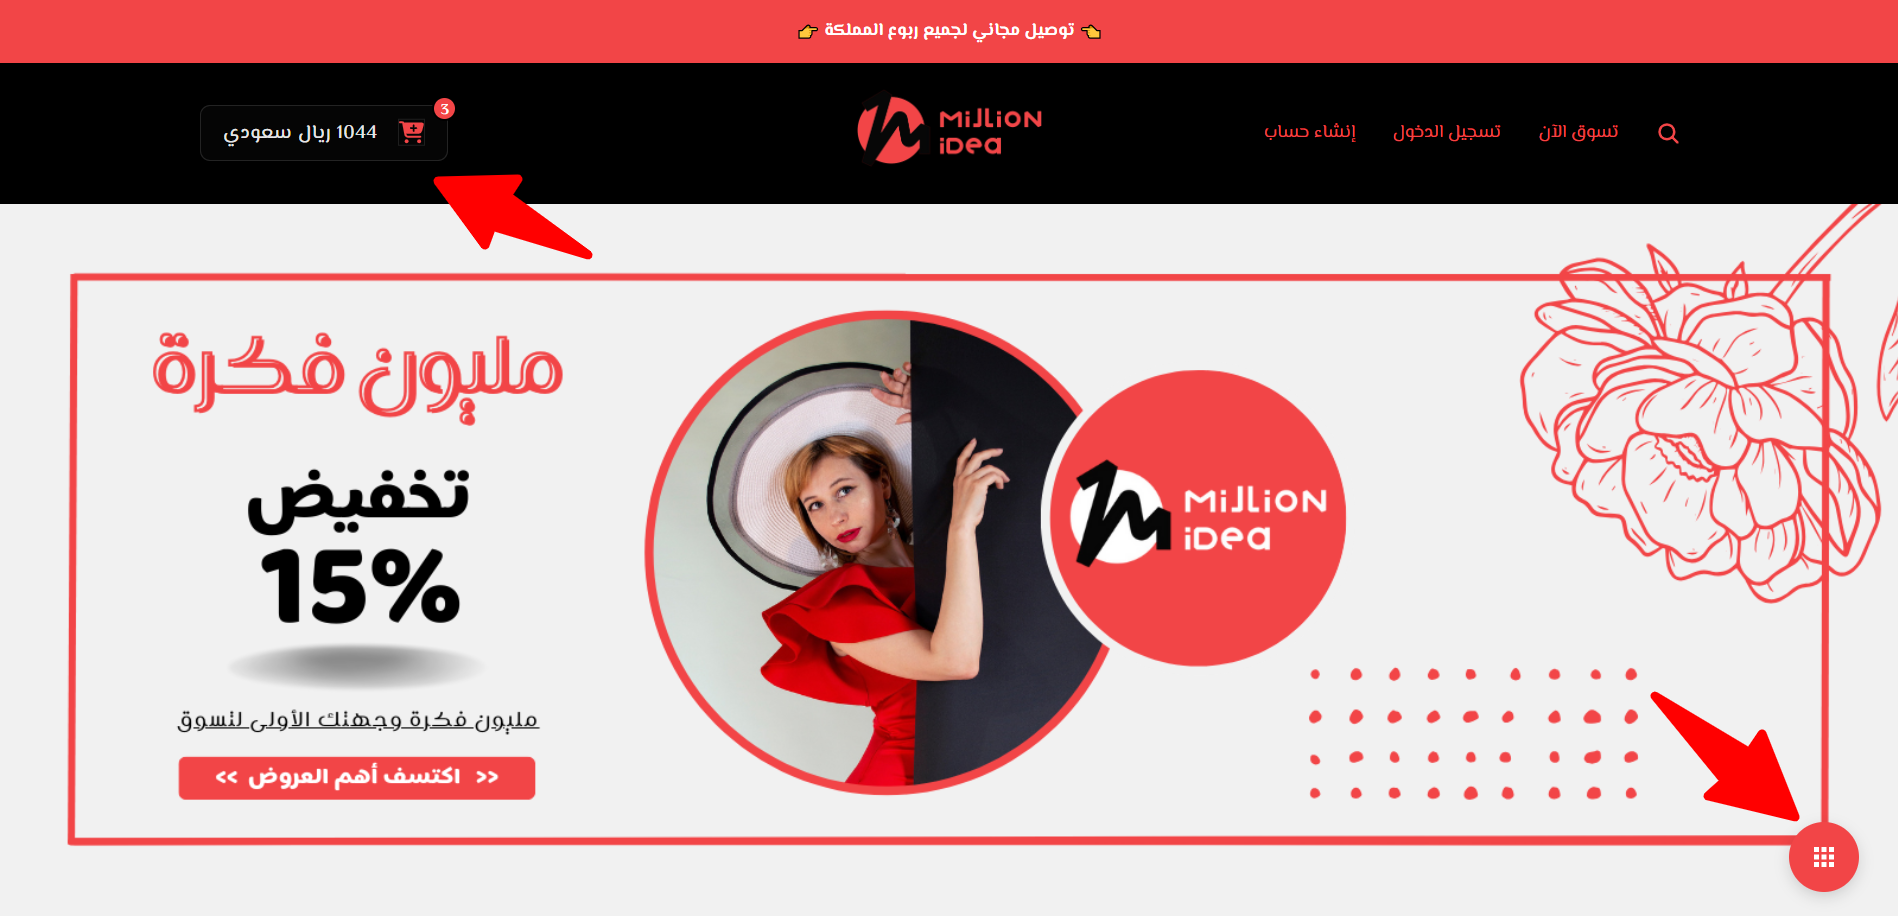 👈 توصيل مجاني لجميع ربوع المملكة 👉
تسوق الآن
تسجيل الدخول
إنشاء حساب
MiLLiON
iDea
3
1044 ريال سعودي
مليون فكرة
تخفيض
15%
مليون فكرة وجهتك الأولى لتسوق
<< اكتسف أهم العروض >>
MiLLiON
iDea